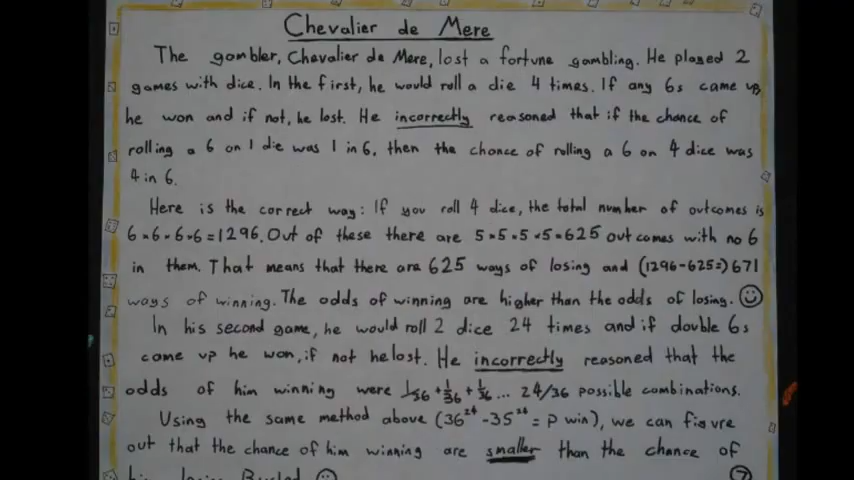 Chevalier de Mere
The gambler, Chevalier de Mere, lost a fortune gambling. He played 2
games with dice. In the first, he would roll a die 4 times. If any 6s came up
he won and if not, he lost. He incorrectly reasoned that if the chance of
rolling a 6 on 1 die was 1 in 6, then the chance of rolling a 6 on 4 dice was
4 in 6.
Here is the correct way: If you roll 4 dice, the total number of outcomes is
6×6×6×6=1296. Out of these there are 5×5×5×5=625 outcomes with no 6
in them. That means that there are 625 ways of losing and (1296-625=)671
ways of winning. The odds of winning are higher than the odds of losing.
In his second game, he would roll 2 dice 24 times and if double 6s
came up he won, if not he lost. He incorrectly reasoned that the
odds of him winning were 1/36+1/36+1/36... 24/36 possible combinations.
Using the same method above (36²⁴-35²⁴= P win), we can figure
out that the chance of him winning are smaller than the chance of
him losing. Busted
7